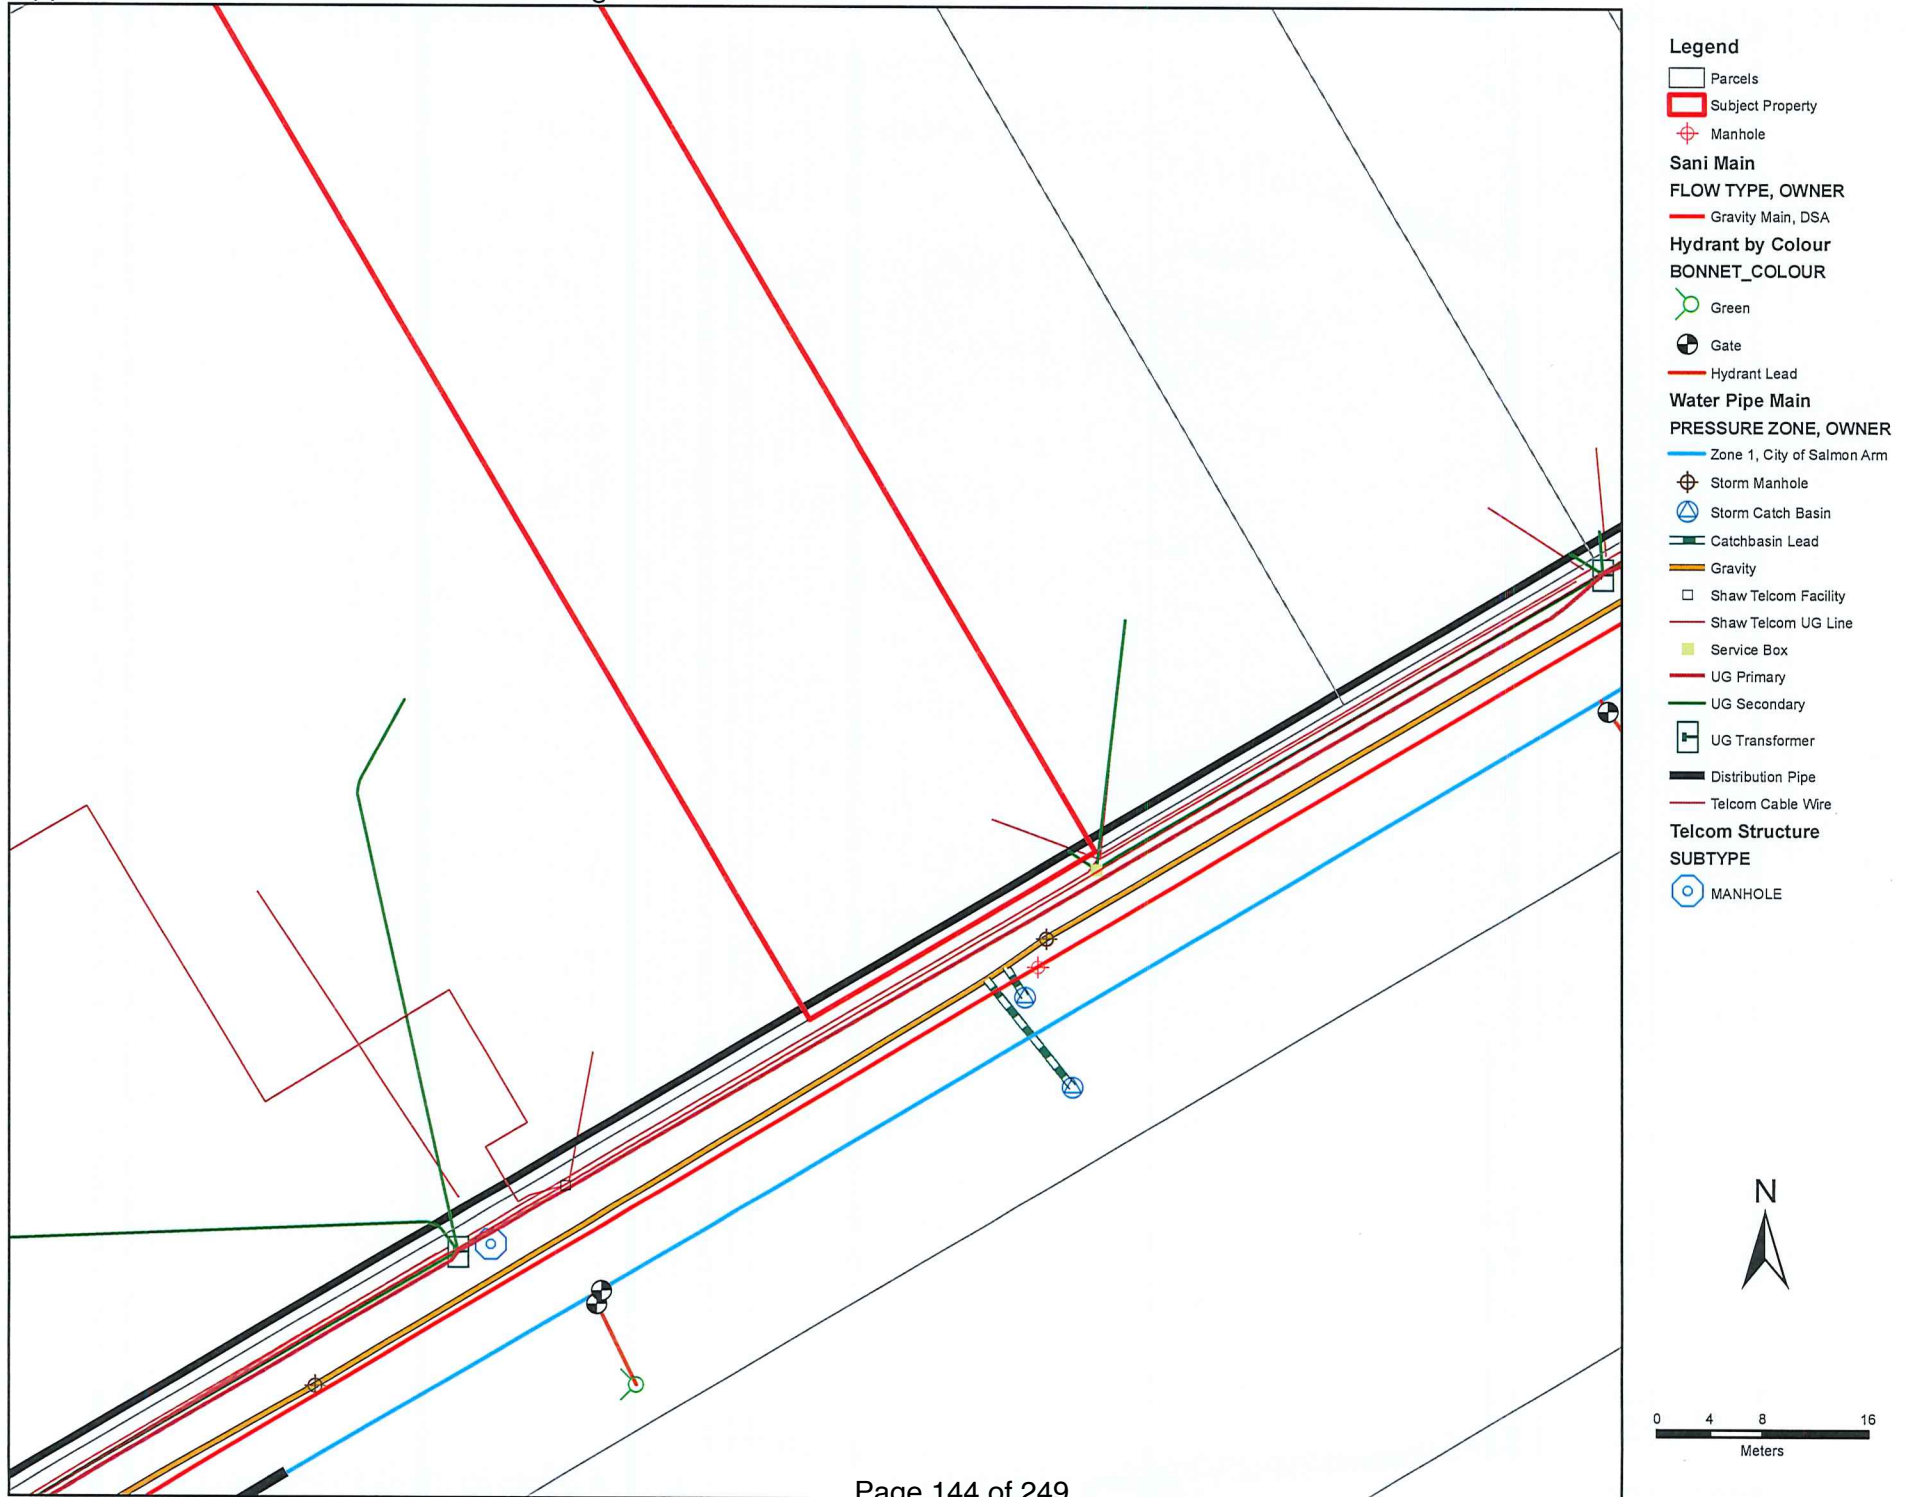 Legend
Parcels
Subject Property
Manhole
Sani Main
FLOW TYPE, OWNER
Gravity Main, DSA
Hydrant by Colour
BONNET_COLOUR
Green
Gate
Hydrant Lead
Water Pipe Main
PRESSURE ZONE, OWNER
Zone 1, City of Salmon Arm
Storm Manhole
Storm Catch Basin
Catchbasin Lead
Gravity
Shaw Telcom Facility
Shaw Telcom UG Line
Service Box
UG Primary
UG Secondary
UG Transformer
Distribution Pipe
Telcom Cable Wire
Telcom Structure
SUBTYPE
MANHOLE
N
0 4 8 16
Meters
Page 144 of 249